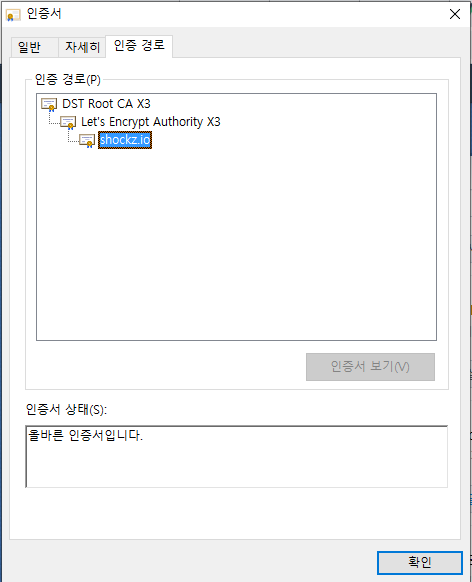 인증서
일반
자세히
인증 경로
인증 경로(P)
DST Root CA X3
Let's Encrypt Authority X3
shockz.io
인증서 보기(V)
인증서 상태(S):
올바른 인증서입니다.
확인